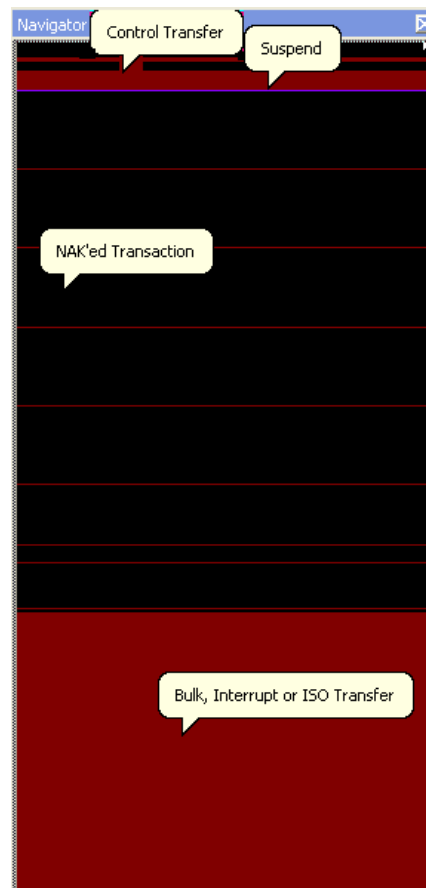 Navigator
Control Transfer
Suspend
NAK'ed Transaction
Bulk, Interrupt or ISO Transfer